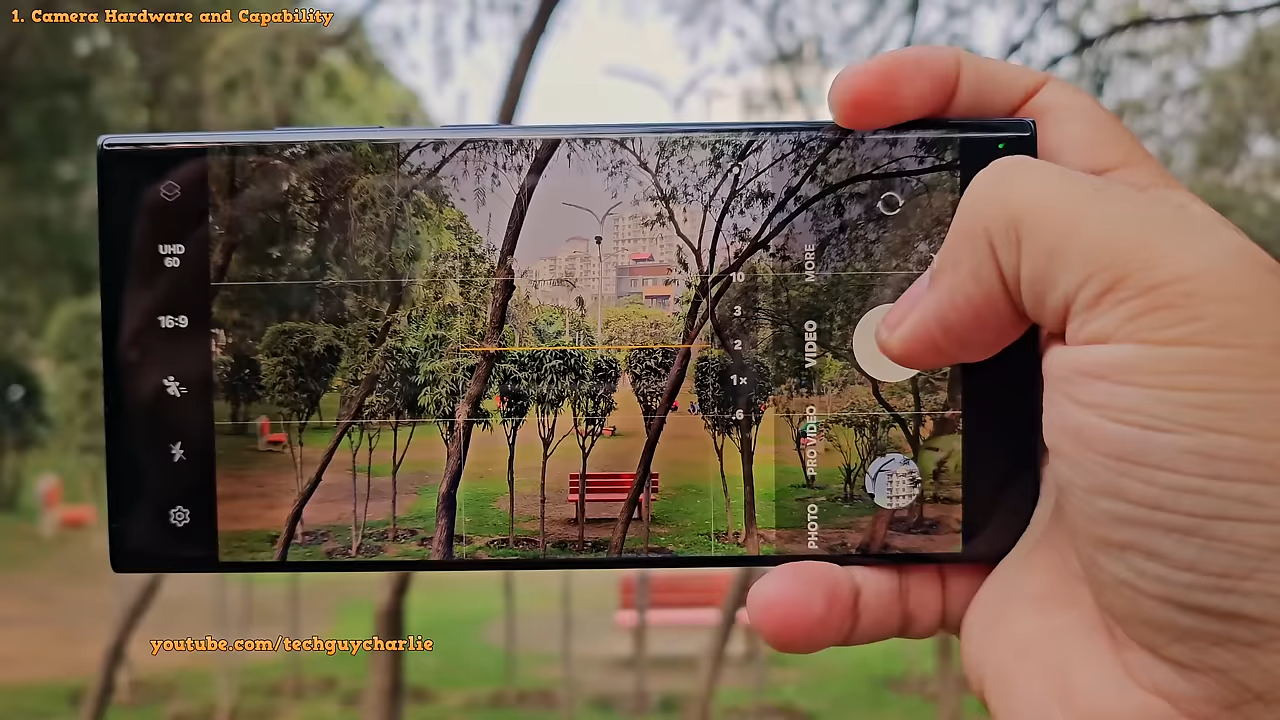 1. Camera Hardware and Capability
UHD
60
16:9
10
3
2
1×
.6
MORE
VIDEO
PRO VIDEO
PHOTO
youtube.com/techguycharlie